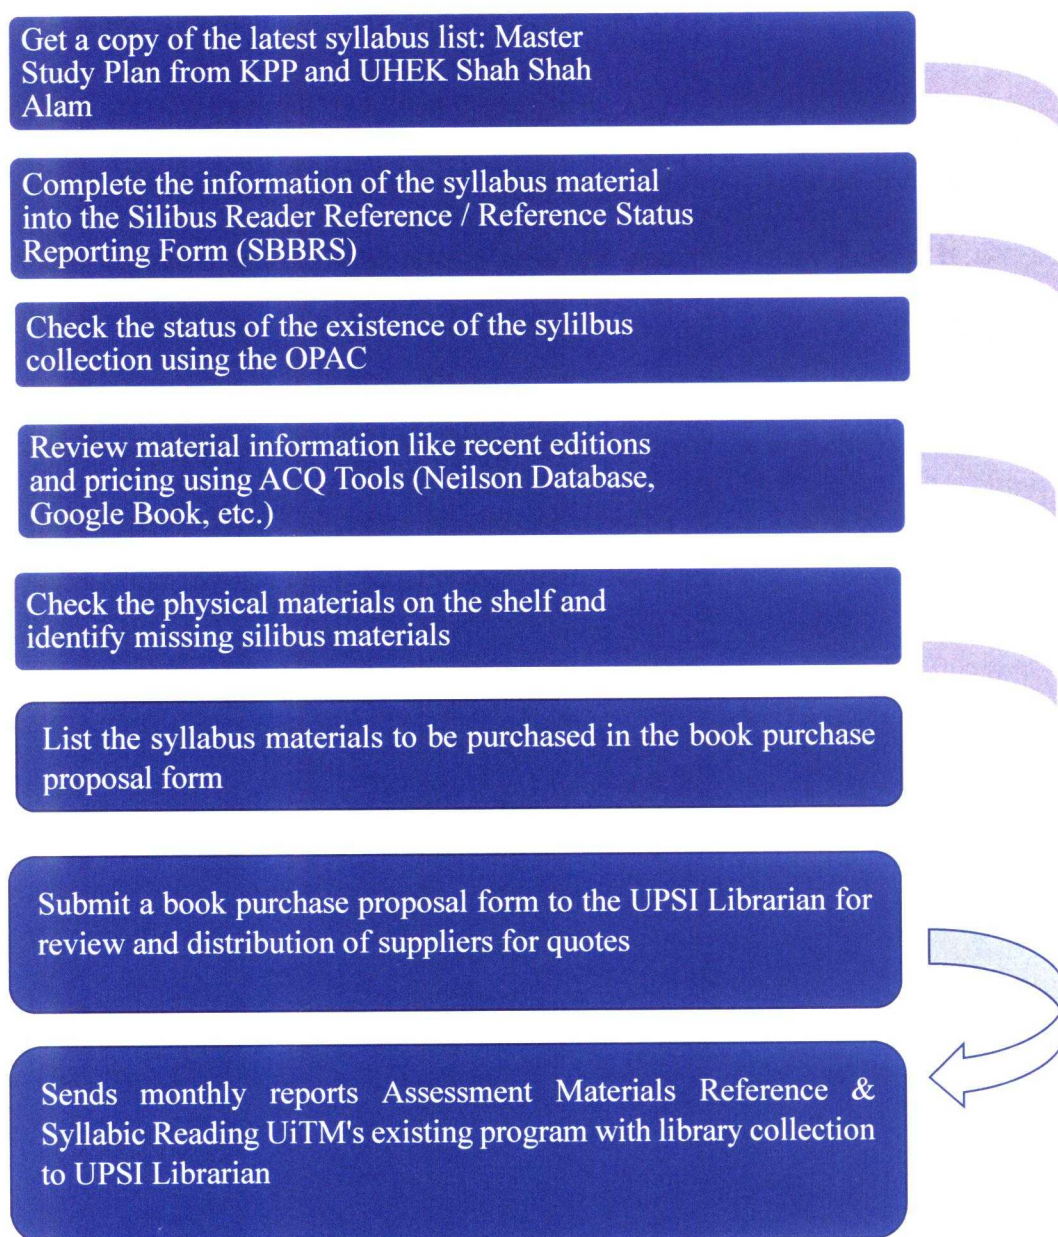 Get a copy of the latest syllabus list: Master
Study Plan from KPP and UHEK Shah Shah
Alam
Complete the information of the syllabus material
into the Silibus Reader Reference / Reference Status
Reporting Form (SBBRS)
Check the status of the existence of the sylilbus
collection using the OPAC
Review material information like recent editions
and pricing using ACQ Tools (Neilson Database,
Google Book, etc.)
Check the physical materials on the shelf and
identify missing silibus materials
List the syllabus materials to be purchased in the book purchase
proposal form
Submit a book purchase proposal form to the UPSI Librarian for
review and distribution of suppliers for quotes
Sends monthly reports Assessment Materials Reference &
Syllabic Reading UiTM's existing program with library collection
to UPSI Librarian